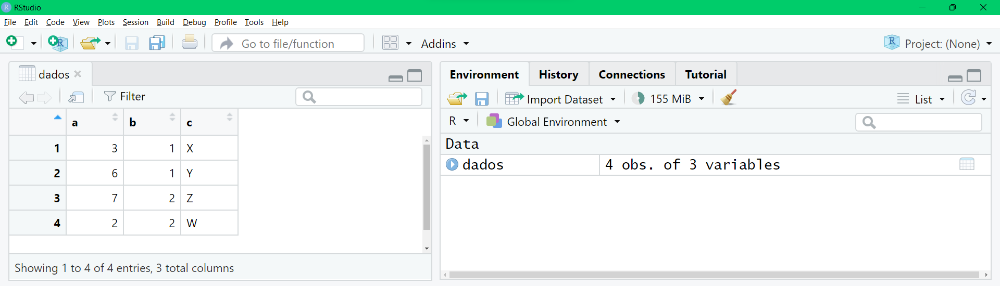 RStudio
File Edit Code View Plots Session Build Debug Profile Tools Help
Go to file/function Addins Project: (None)
dados
Filter
a b c
1 3 1 X
2 6 1 Y
3 7 2 Z
4 2 2 W
Showing 1 to 4 of 4 entries, 3 total columns
Environment History Connections Tutorial
Import Dataset 155 MiB List
R Global Environment
Data
dados 4 obs. of 3 variables